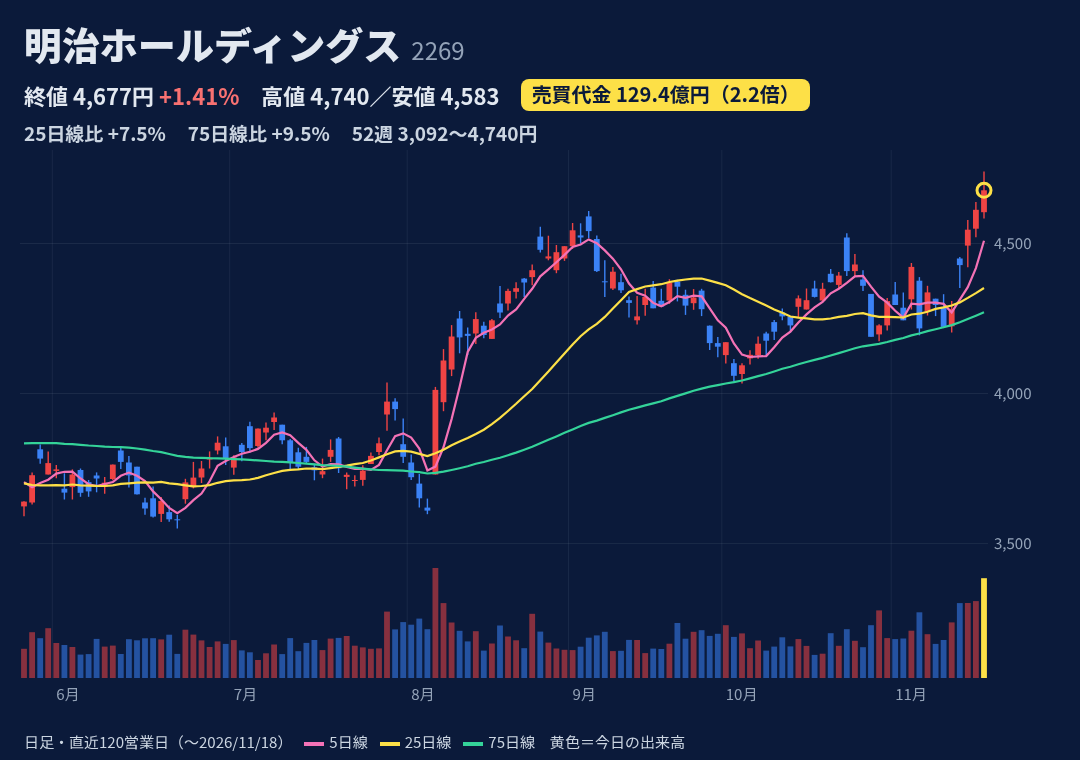 明治ホールディングス 2269
終値 4,677円 +1.41% 高値 4,740／安値 4,583 売買代金 129.4億円（2.2倍）
25日線比 +7.5% 75日線比 +9.5% 52週 3,092〜4,740円
4,500
4,000
3,500
6月 7月 8月 9月 10月 11月
日足・直近120営業日（〜2026/11/18） 5日線 25日線 75日線 黄色＝今日の出来高